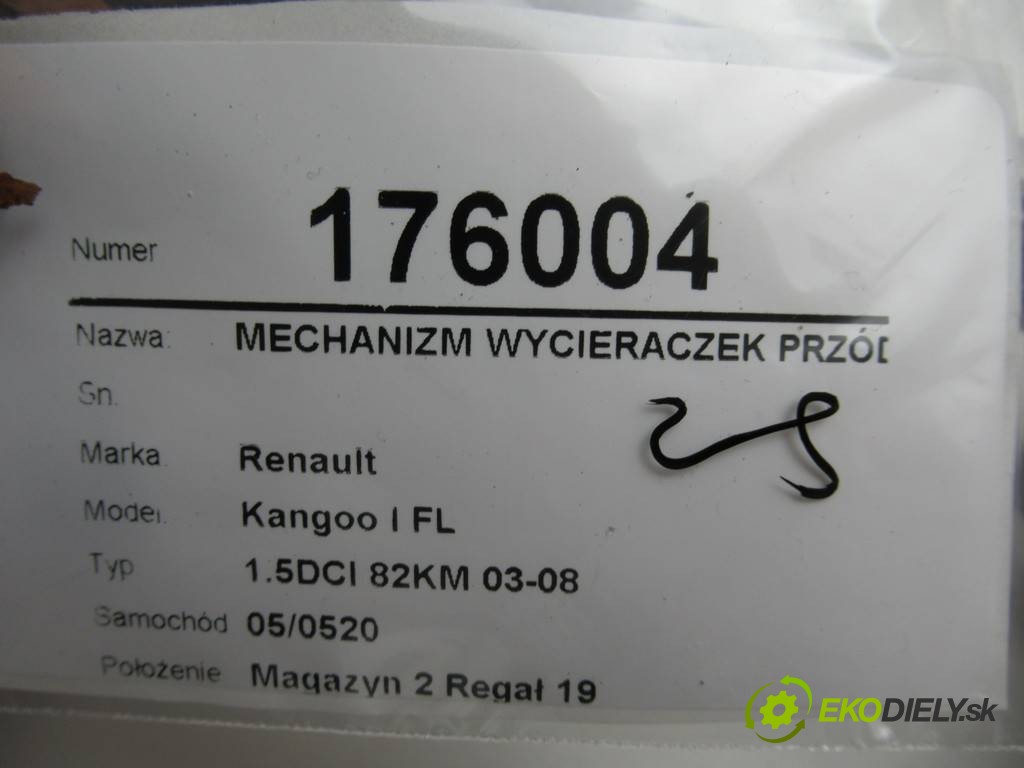 Numer 176004
Nazwa: MECHANIZM WYCIERACZEK PRZÓD
Sn.
Marka Renault
Model. Kangoo I FL
Typ 1.5DCI 82KM 03-08
Samochód 05/0520
Położenie Magazyn 2 Regał 19
EKODIELY.sk